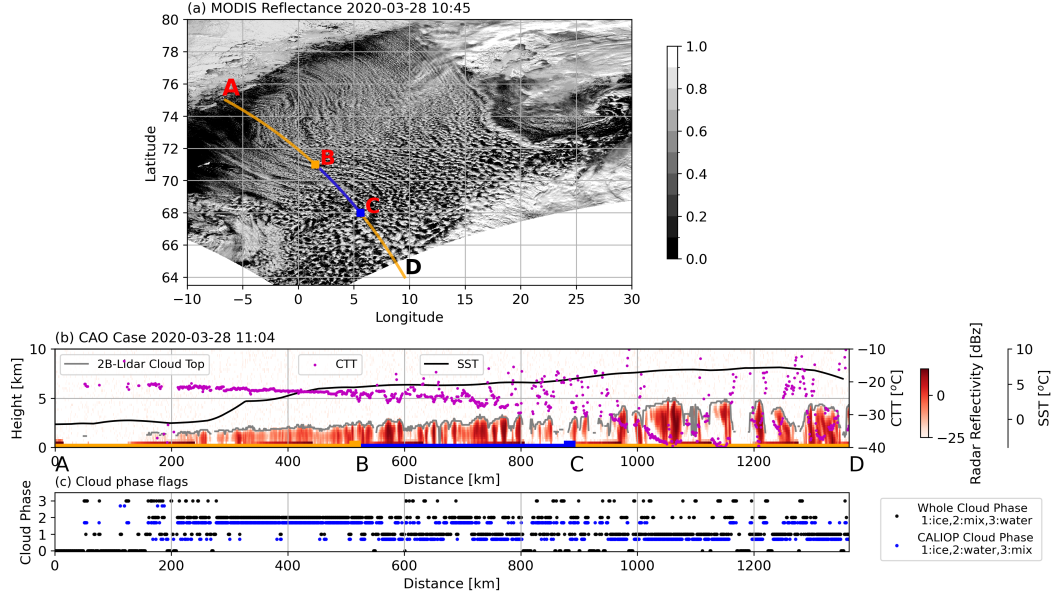 (a) MODIS Reflectance 2020-03-28 10:45
80
78
76
74
72
70
68
66
64
Latitude
A
B
C
D
−10 −5 0 5 10 15 20 25 30
Longitude
1.0
0.8
0.6
0.4
0.2
0.0
(b) CAO Case 2020-03-28 11:04
10
5
0
Height [km]
2B-Lidar Cloud Top
CTT
SST
−10
−20
−30
−40
CTT [°C]
0
−25
Radar Reflectivity [dBz]
10
5
0
SST [°C]
0 200 400 600 800 1000 1200
A B C D
Distance [km]
(c) Cloud phase flags
3
2
1
0
Cloud Phase
0 200 400 600 800 1000 1200
Distance [km]
Whole Cloud Phase
1:ice,2:mix,3:water
CALIOP Cloud Phase
1:ice,2:water,3:mix